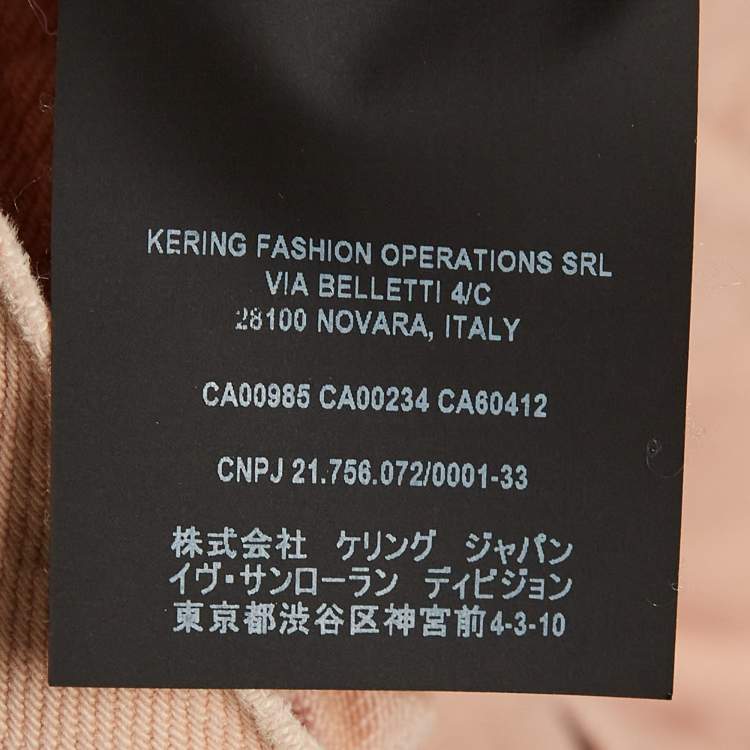 KERING FASHION OPERATIONS SRL
VIA BELLETTI 4/C
28100 NOVARA, ITALY
CA00985 CA00234 CA60412
CNPJ 21.756.072/0001-33
株式会社 ケリング ジャパン
イヴ・サンローラン ディビジョン
東京都渋谷区神宮前4-3-10